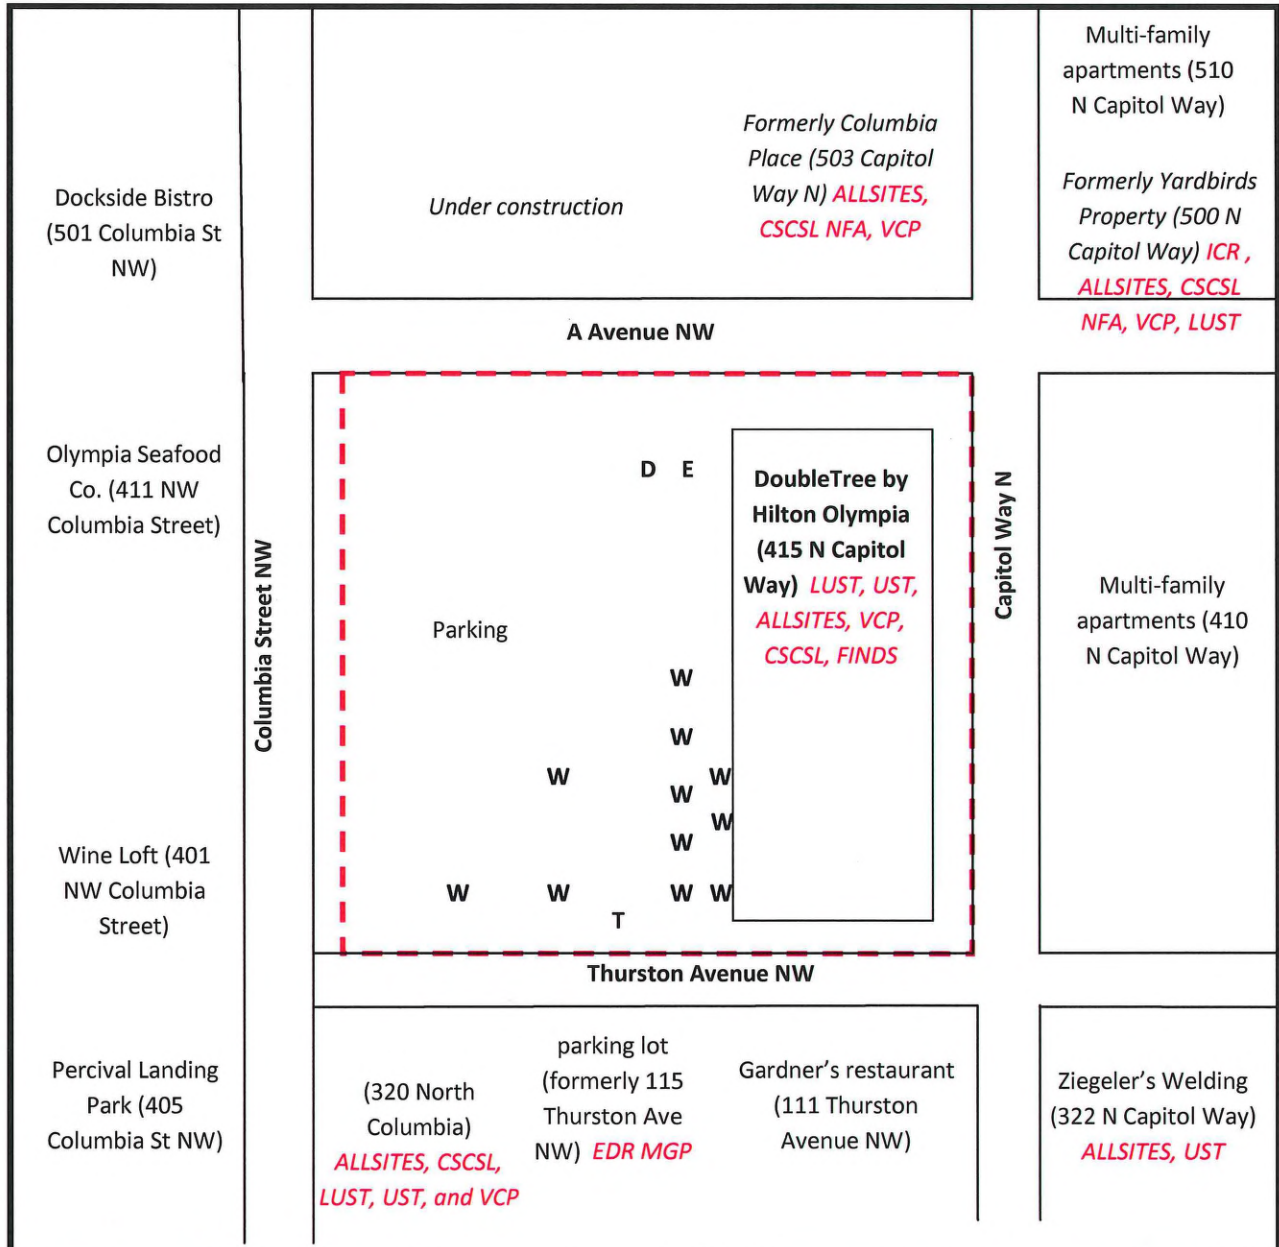 Multi-family
apartments (510
N Capitol Way)
Formerly Columbia
Place (503 Capitol
Way N) ALLSITES,
CSCSL NFA, VCP
Under construction
Dockside Bistro
(501 Columbia St
NW)
Formerly Yardbirds
Property (500 N
Capitol Way) ICR ,
ALLSITES, CSCSL
NFA, VCP, LUST
A Avenue NW
Olympia Seafood
Co. (411 NW
Columbia Street)
Columbia Street NW
D E
DoubleTree by
Hilton Olympia
(415 N Capitol
Way) LUST, UST,
ALLSITES, VCP,
CSCSL, FINDS
Capitol Way N
Parking
Multi-family
apartments (410
N Capitol Way)
W
W
W W
W
W
W
Wine Loft (401
NW Columbia
Street)
W W W W
T
Thurston Avenue NW
Percival Landing
Park (405
Columbia St NW)
(320 North
Columbia)
ALLSITES, CSCSL,
LUST, UST, and VCP
parking lot
(formerly 115
Thurston Ave
NW) EDR MGP
Gardner's restaurant
(111 Thurston
Avenue NW)
Ziegeler's Welding
(322 N Capitol Way)
ALLSITES, UST